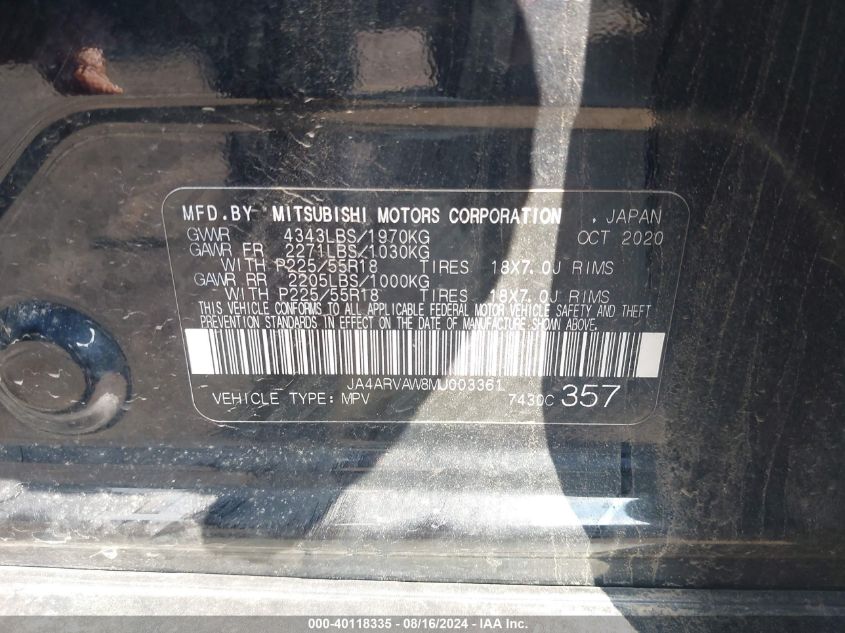 MFD.BY MITSUBISHI MOTORS CORPORATION , JAPAN
GVWR 4343LBS/1970KG OCT 2020
GAWR FR 2271LBS/1030KG
WITH P225/55R18 TIRES 18X7.0J RIMS
GAWR RR 2205LBS/1000KG
WITH P225/55R18 TIRES 18X7.0J RIMS
THIS VEHICLE CONFORMS TO ALL APPLICABLE FEDERAL MOTOR VEHICLE SAFETY AND THEFT
PREVENTION STANDARDS IN EFFECT ON THE DATE OF MANUFACTURE SHOWN ABOVE.
JA4ARVAW8MU003361
VEHICLE TYPE: MPV 7430C 357
000-40118335 - 08/16/2024 - IAA Inc.